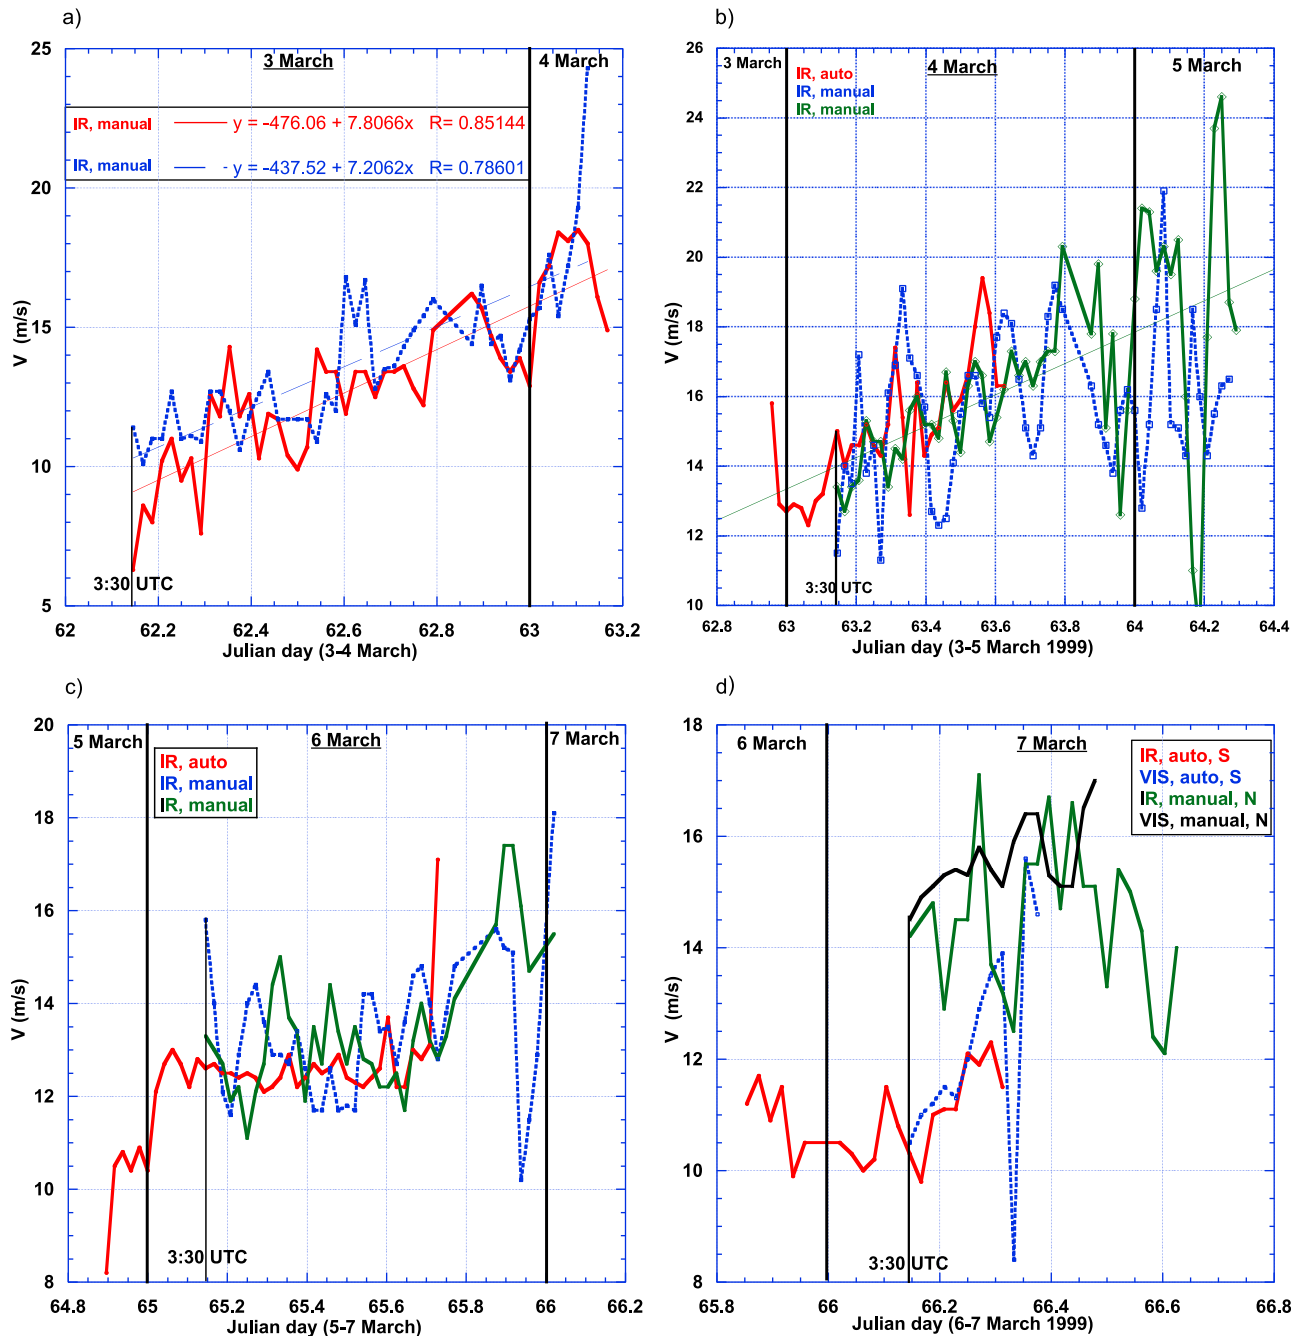 a)
3 March
4 March
IR, manual y = -476.06 + 7.8066x R= 0.85144
IR, manual y = -437.52 + 7.2062x R= 0.78601
25
20
15
10
5
V (m/s)
3:30 UTC
62 62.2 62.4 62.6 62.8 63 63.2
Julian day (3-4 March)
b)
3 March
4 March
5 March
IR, auto
IR, manual
IR, manual
26
24
22
20
18
16
14
12
10
V (m/s)
3:30 UTC
62.8 63 63.2 63.4 63.6 63.8 64 64.2 64.4
Julian day (3-5 March 1999)
c)
5 March
6 March
7 March
IR, auto
IR, manual
IR, manual
20
18
16
14
12
10
8
V (m/s)
3:30 UTC
64.8 65 65.2 65.4 65.6 65.8 66 66.2
Julian day (5-7 March)
d)
6 March
7 March
IR, auto, S
VIS, auto, S
IR, manual, N
VIS, manual, N
18
16
14
12
10
8
V (m/s)
3:30 UTC
65.8 66 66.2 66.4 66.6 66.8
Julian day (6-7 March 1999)